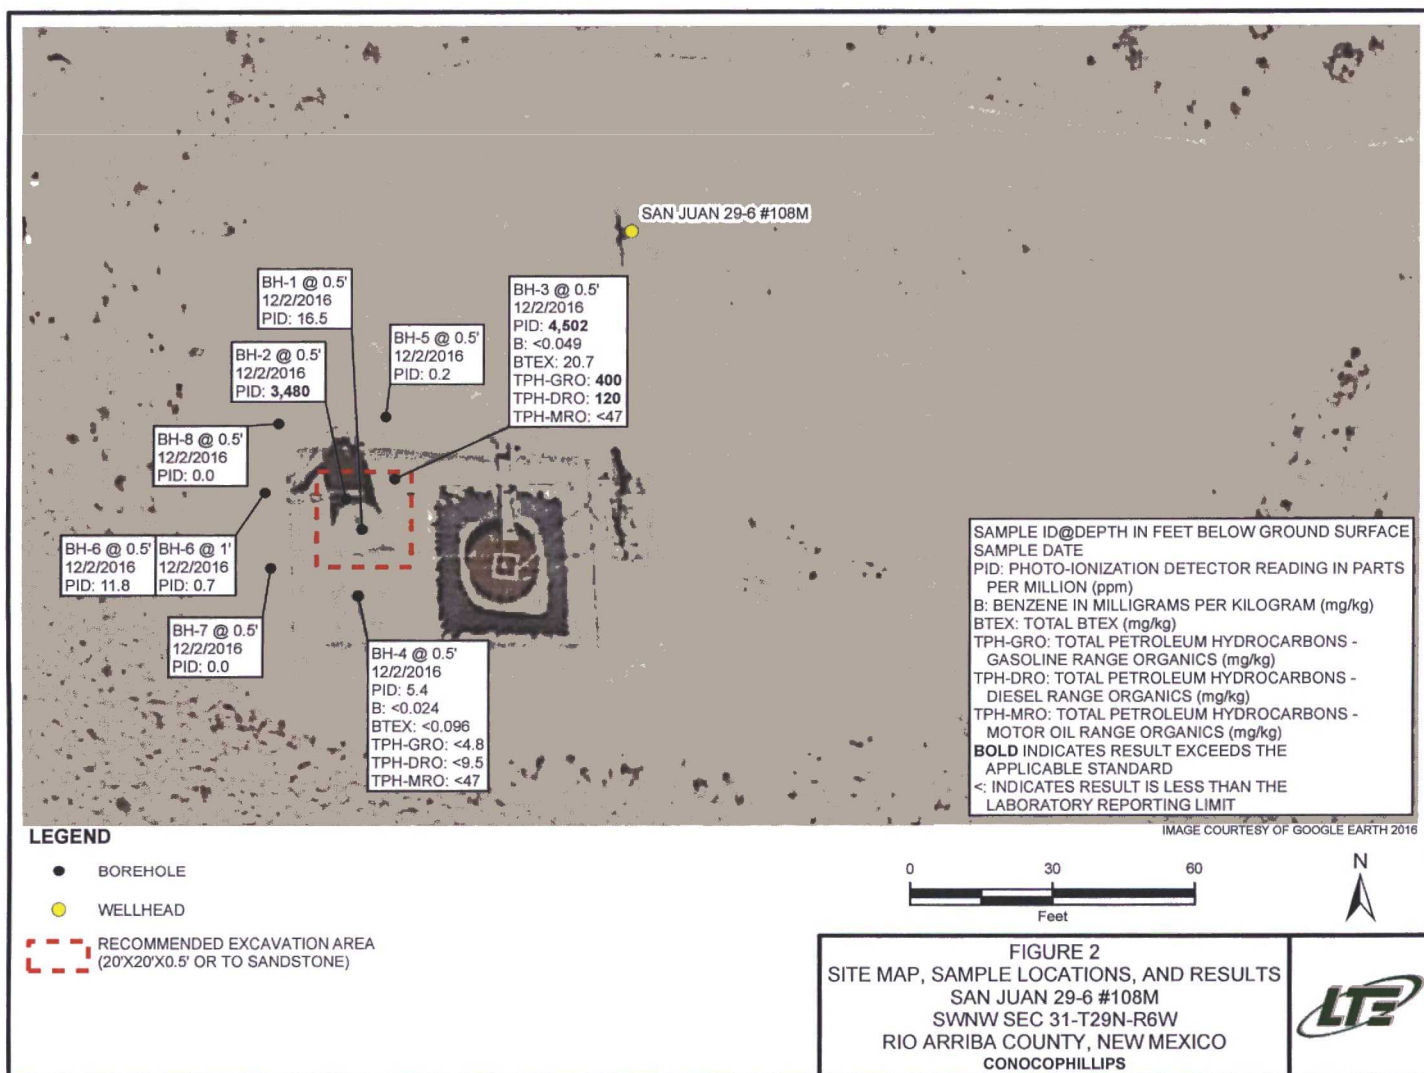 SAN JUAN 29-6 #108M
BH-1 @ 0.5'
12/2/2016
PID: 16.5
BH-3 @ 0.5'
12/2/2016
PID: 4,502
B: <0.049
BTEX: 20.7
TPH-GRO: 400
TPH-DRO: 120
TPH-MRO: <47
BH-5 @ 0.5'
12/2/2016
PID: 0.2
BH-2 @ 0.5'
12/2/2016
PID: 3,480
BH-8 @ 0.5'
12/2/2016
PID: 0.0
BH-6 @ 0.5'
12/2/2016
PID: 11.8
BH-6 @ 1'
12/2/2016
PID: 0.7
BH-7 @ 0.5'
12/2/2016
PID: 0.0
BH-4 @ 0.5'
12/2/2016
PID: 5.4
B: <0.024
BTEX: <0.096
TPH-GRO: <4.8
TPH-DRO: <9.5
TPH-MRO: <47
SAMPLE ID@DEPTH IN FEET BELOW GROUND SURFACE
SAMPLE DATE
PID: PHOTO-IONIZATION DETECTOR READING IN PARTS
PER MILLION (ppm)
B: BENZENE IN MILLIGRAMS PER KILOGRAM (mg/kg)
BTEX: TOTAL BTEX (mg/kg)
TPH-GRO: TOTAL PETROLEUM HYDROCARBONS -
GASOLINE RANGE ORGANICS (mg/kg)
TPH-DRO: TOTAL PETROLEUM HYDROCARBONS -
DIESEL RANGE ORGANICS (mg/kg)
TPH-MRO: TOTAL PETROLEUM HYDROCARBONS -
MOTOR OIL RANGE ORGANICS (mg/kg)
BOLD INDICATES RESULT EXCEEDS THE
APPLICABLE STANDARD
<: INDICATES RESULT IS LESS THAN THE
LABORATORY REPORTING LIMIT
IMAGE COURTESY OF GOOGLE EARTH 2016
LEGEND
BOREHOLE
WELLHEAD
RECOMMENDED EXCAVATION AREA
(20'X20'X0.5' OR TO SANDSTONE)
0 30 60
Feet
N
FIGURE 2
SITE MAP, SAMPLE LOCATIONS, AND RESULTS
SAN JUAN 29-6 #108M
SWNW SEC 31-T29N-R6W
RIO ARRIBA COUNTY, NEW MEXICO
CONOCOPHILLIPS
LTE